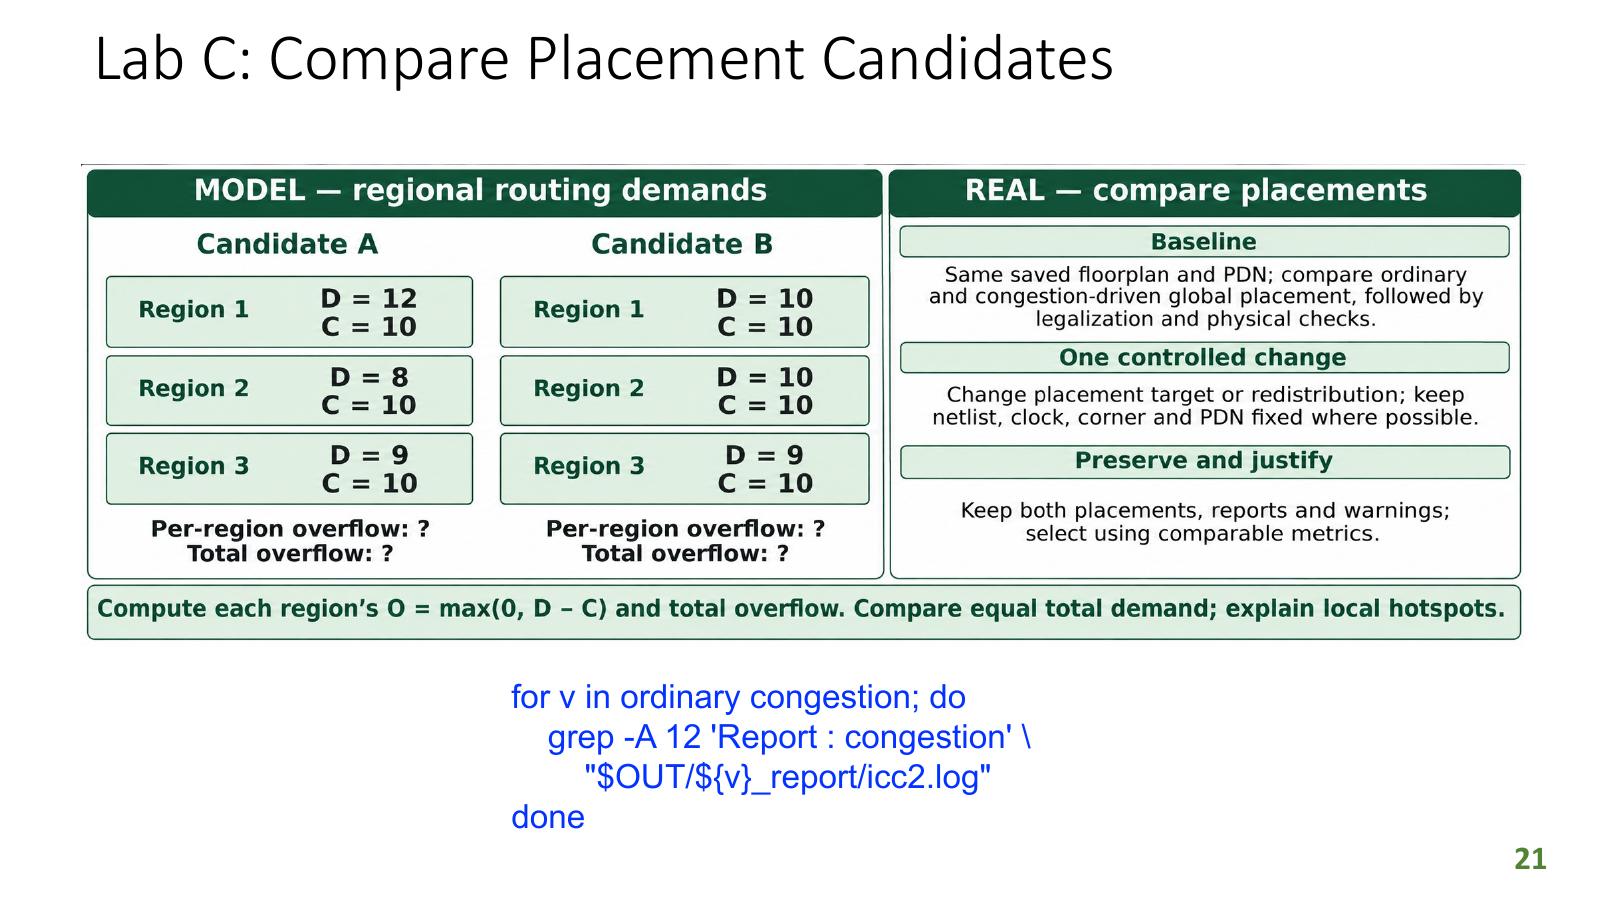 Lab C: Compare Placement Candidates
MODEL — regional routing demands
Candidate A
Region 1
D = 12
C = 10
Region 2
D = 8
C = 10
Region 3
D = 9
C = 10
Per-region overflow: ?
Total overflow: ?
Candidate B
Region 1
D = 10
C = 10
Region 2
D = 10
C = 10
Region 3
D = 9
C = 10
Per-region overflow: ?
Total overflow: ?
REAL — compare placements
Baseline
Same saved floorplan and PDN; compare ordinary
and congestion-driven global placement, followed by
legalization and physical checks.
One controlled change
Change placement target or redistribution; keep
netlist, clock, corner and PDN fixed where possible.
Preserve and justify
Keep both placements, reports and warnings;
select using comparable metrics.
Compute each region’s O = max(0, D – C) and total overflow. Compare equal total demand; explain local hotspots.
for v in ordinary congestion; do
grep -A 12 'Report : congestion' \
"$OUT/${v}_report/icc2.log"
done
21